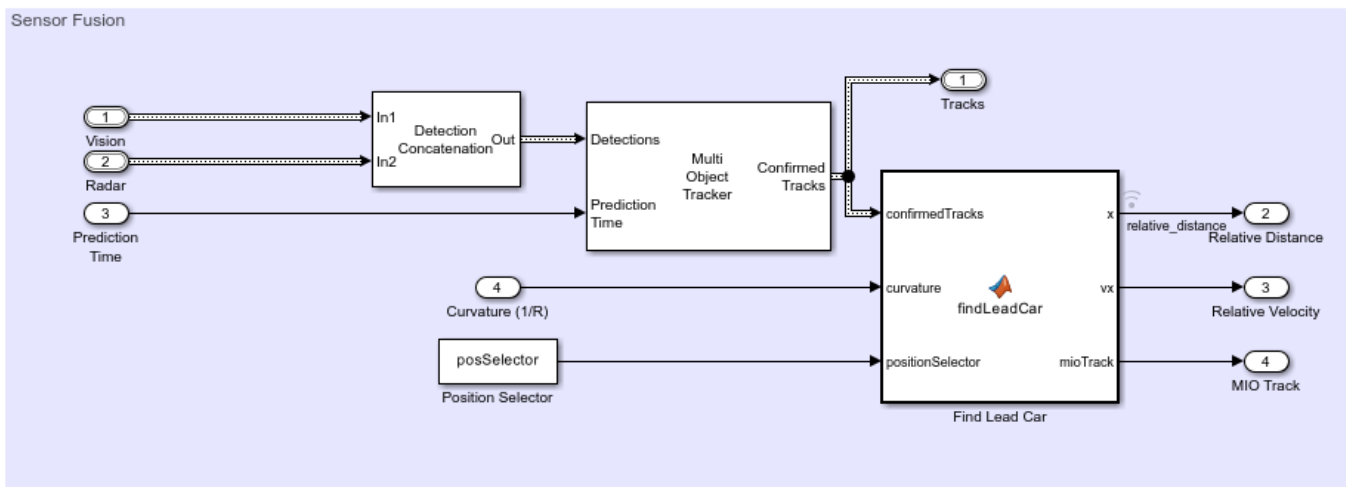 Sensor Fusion
1
Vision
2
Radar
3
Prediction
Time
In1
In2
Detection
Concatenation
Out
Detections
Prediction
Time
Multi
Object
Tracker
Confirmed
Tracks
1
Tracks
4
Curvature (1/R)
posSelector
Position Selector
confirmedTracks
curvature
positionSelector
findLeadCar
x
vx
mioTrack
Find Lead Car
relative_distance
2
Relative Distance
3
Relative Velocity
4
MIO Track